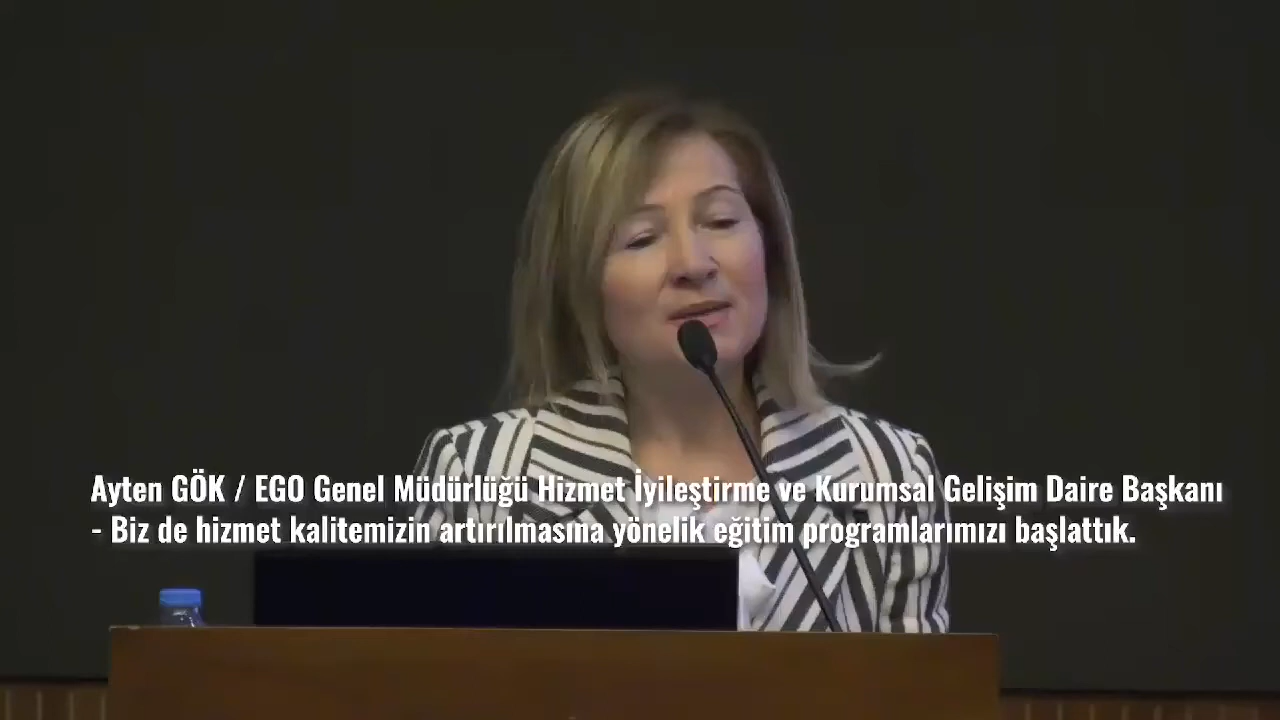 Ayten GÖK / EGO Genel Müdürlüğü Hizmet İyileştirme ve Kurumsal Gelişim Daire Başkanı
- Biz de hizmet kalitemizin artırılmasına yönelik eğitim programlarımızı başlattık.